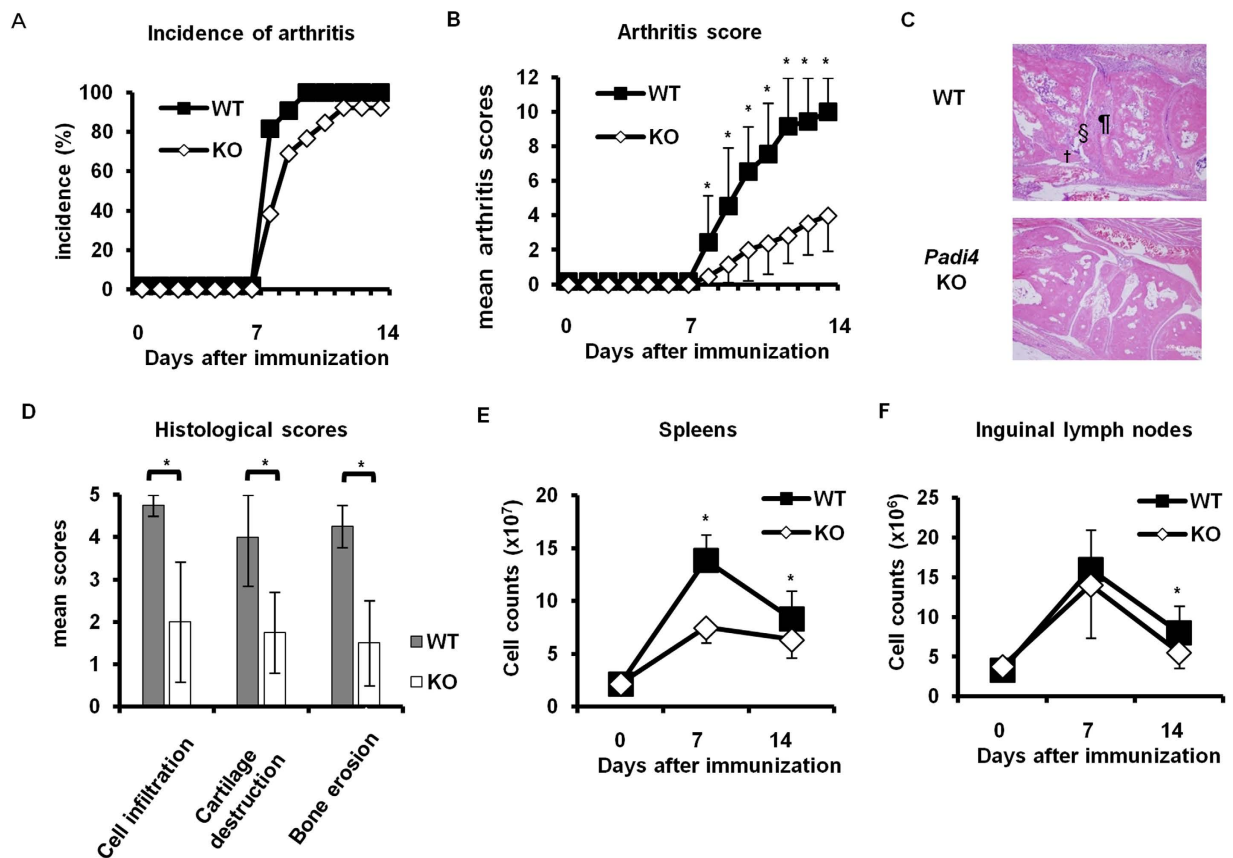 A
Incidence of arthritis
incidence (%)
100
80
60
40
20
0
WT
KO
0 7 14
Days after immunization
B
Arthritis score
mean arthritis scores
12
10
8
6
4
2
0
WT
KO
* * * * * * *
0 7 14
Days after immunization
C
WT
§ ¶
†
Padi4
KO
D
Histological scores
mean scores
5
4
3
2
1
0
* * *
WT
KO
Cell infiltration
Cartilage
destruction
Bone erosion
E
Spleens
Cell counts (x10⁷)
20
15
10
5
0
WT
KO
*
*
0 7 14
Days after immunization
F
Inguinal lymph nodes
Cell counts (x10⁶)
25
20
15
10
5
0
WT
KO
*
0 7 14
Days after immunization